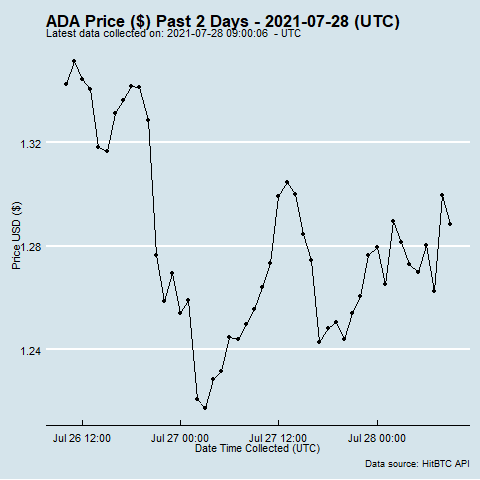 ADA Price ($) Past 2 Days - 2021-07-28 (UTC)
Latest data collected on: 2021-07-28 09:00:06 - UTC
1.32
1.28
1.24
Price USD ($)
Jul 26 12:00 Jul 27 00:00 Jul 27 12:00 Jul 28 00:00
Date Time Collected (UTC)
Data source: HitBTC API